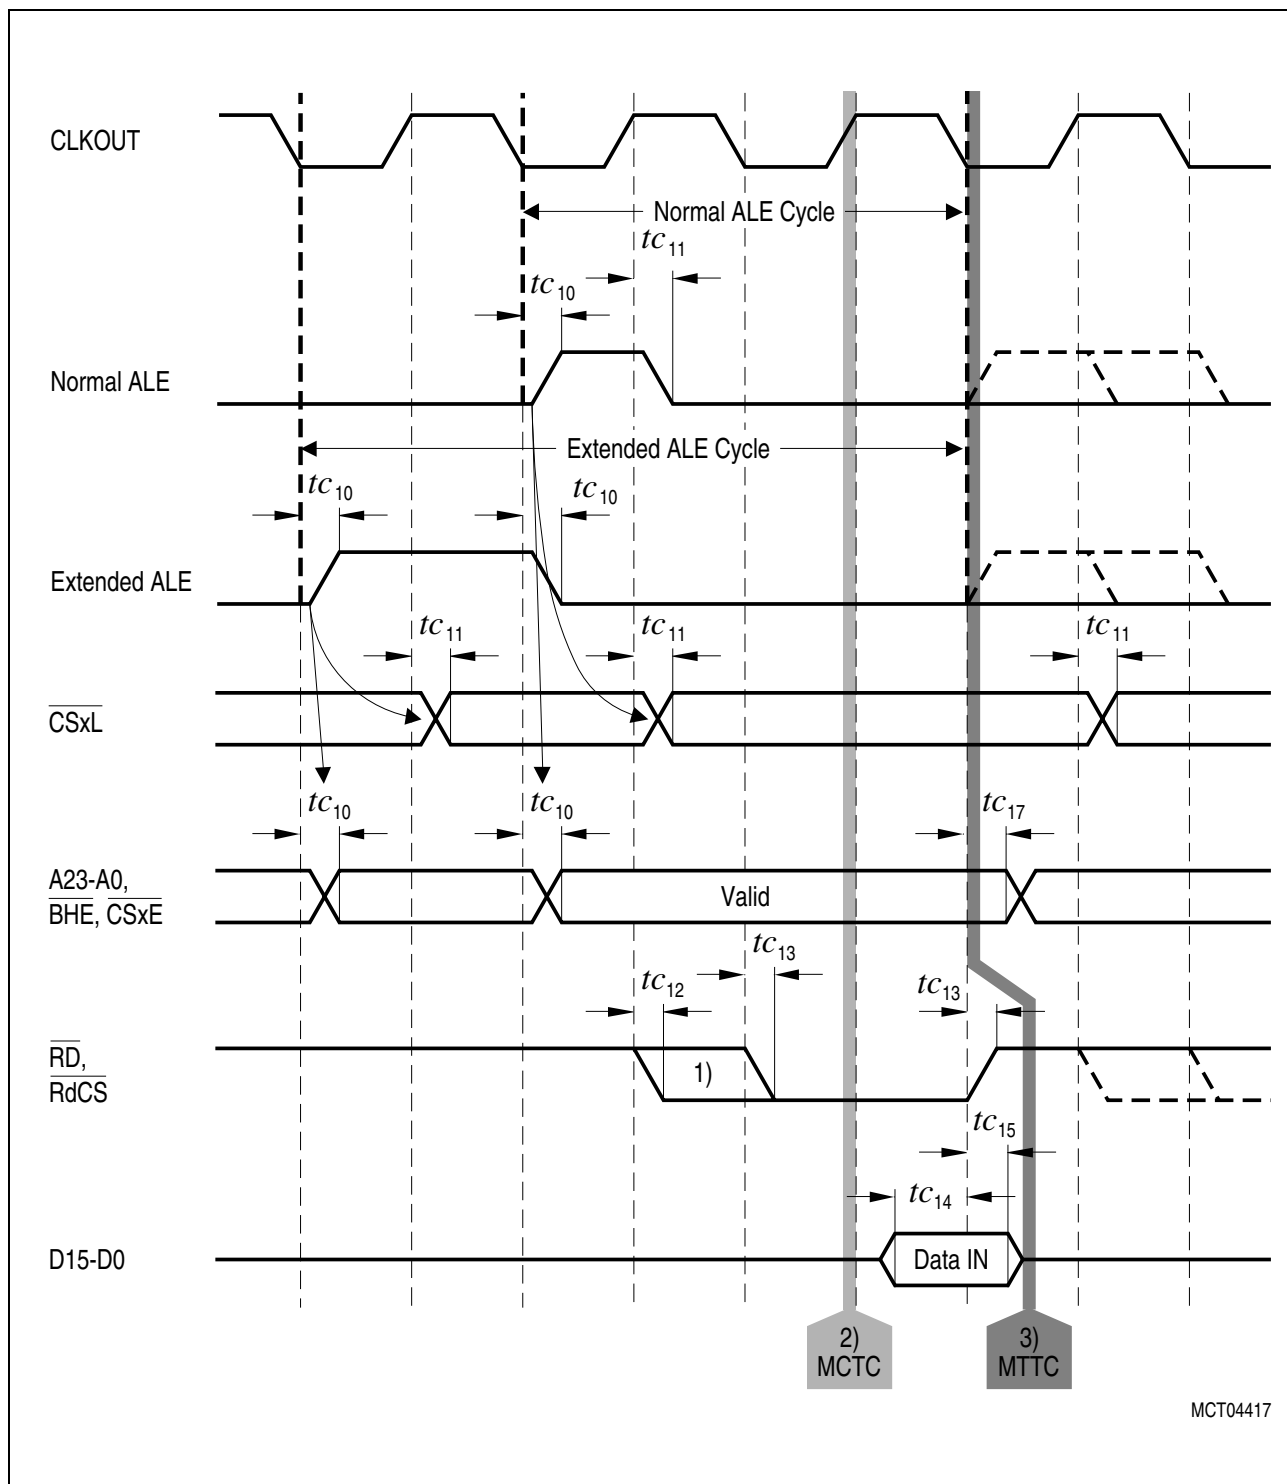 CLKOUT
Normal ALE Cycle
tc11
tc10
Normal ALE
Extended ALE Cycle
tc10
tc10
Extended ALE
tc11
tc11
tc11
CSxL
tc10
tc10
tc17
A23-A0,
BHE, CSxE
Valid
tc13
tc12
tc13
RD,
RdCS
1)
tc15
tc14
D15-D0
Data IN
2)
MCTC
3)
MTTC
MCT04417